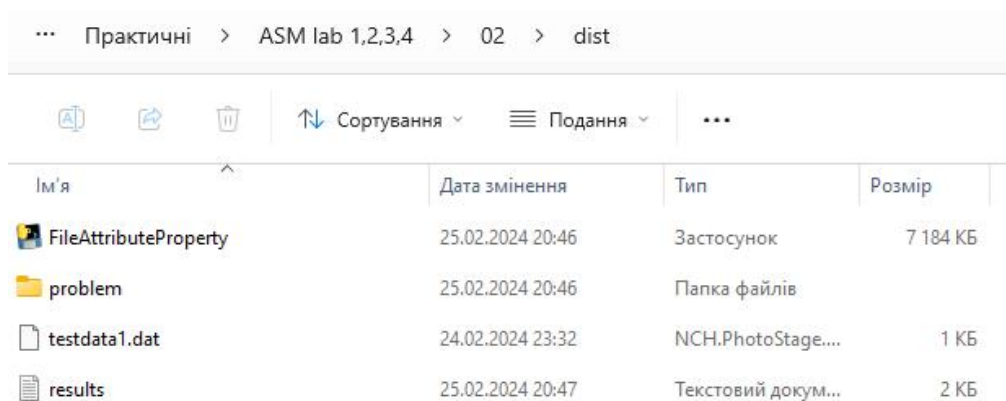 ... Практичні > ASM lab 1,2,3,4 > 02 > dist
Сортування Подання ...
Ім'я Дата змінення Тип Розмір
FileAttributeProperty 25.02.2024 20:46 Застосунок 7 184 КБ
problem 25.02.2024 20:46 Папка файлів
testdata1.dat 24.02.2024 23:32 NCH.PhotoStage.... 1 КБ
results 25.02.2024 20:47 Текстовий докум... 2 КБ